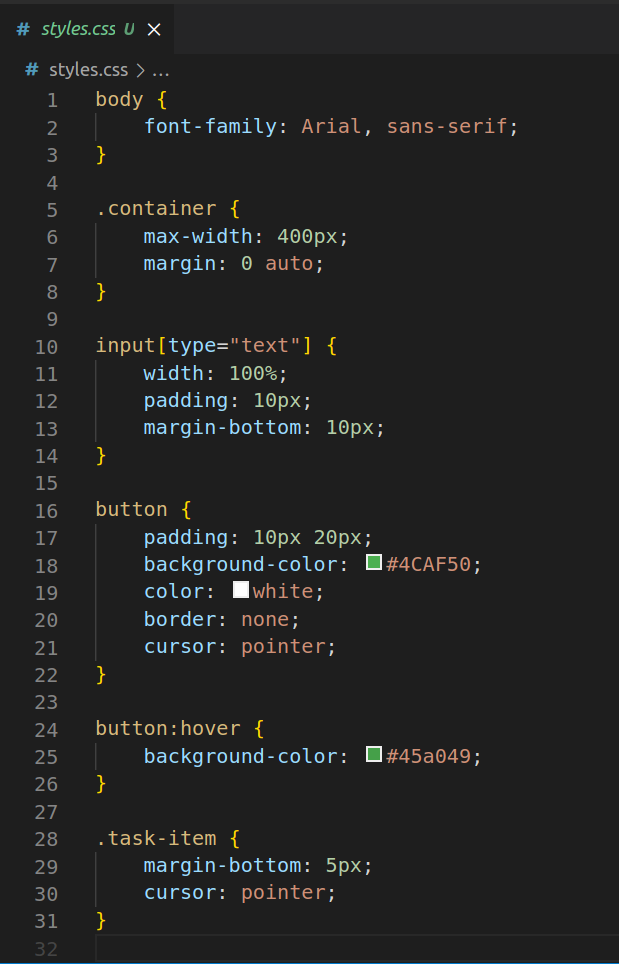 # styles.css U ×
# styles.css > ...
1 body {
2     font-family: Arial, sans-serif;
3 }
4
5 .container {
6     max-width: 400px;
7     margin: 0 auto;
8 }
9
10 input[type="text"] {
11     width: 100%;
12     padding: 10px;
13     margin-bottom: 10px;
14 }
15
16 button {
17     padding: 10px 20px;
18     background-color: #4CAF50;
19     color: white;
20     border: none;
21     cursor: pointer;
22 }
23
24 button:hover {
25     background-color: #45a049;
26 }
27
28 .task-item {
29     margin-bottom: 5px;
30     cursor: pointer;
31 }
32